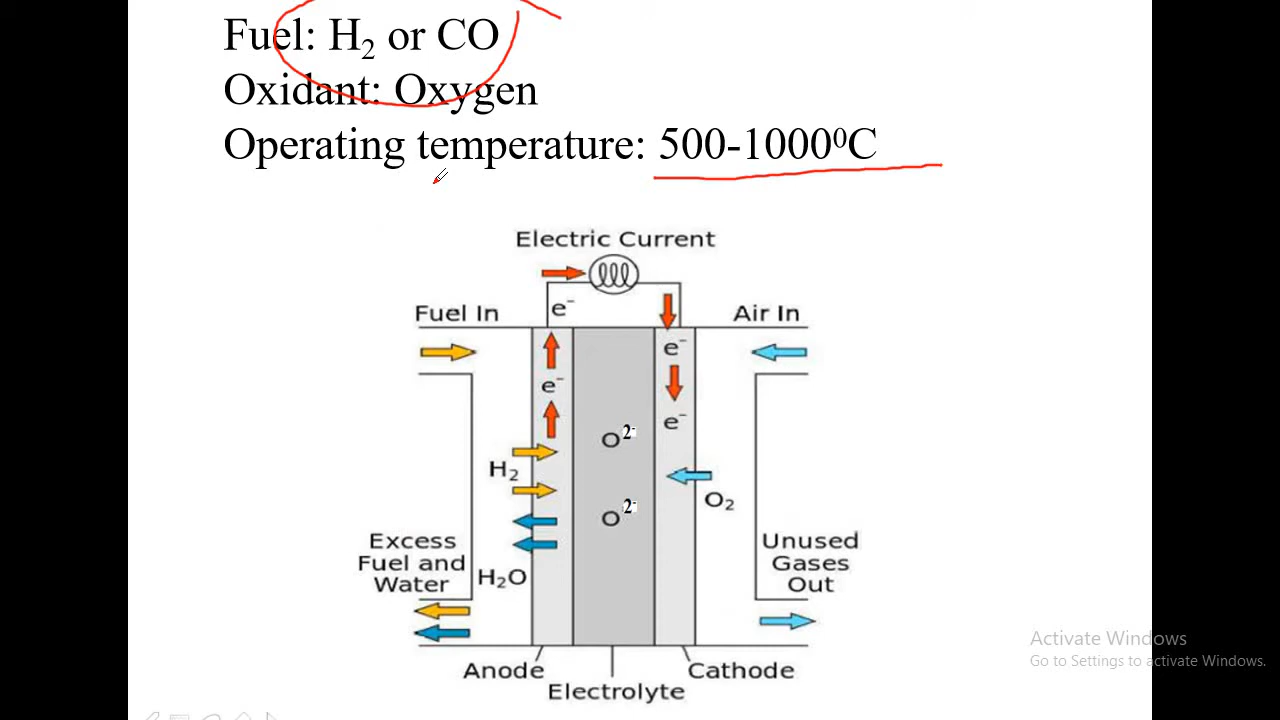 Fuel: H₂ or CO
Oxidant: Oxygen
Operating temperature: 500-1000⁰C
Electric Current
Fuel In
e⁻
Air In
e⁻
e⁻
e⁻
O²⁻
H₂
O₂
O²⁻
Excess
Fuel and
Water
H₂O
Unused
Gases
Out
Anode
Electrolyte
Cathode
Activate Windows
Go to Settings to activate Windows.